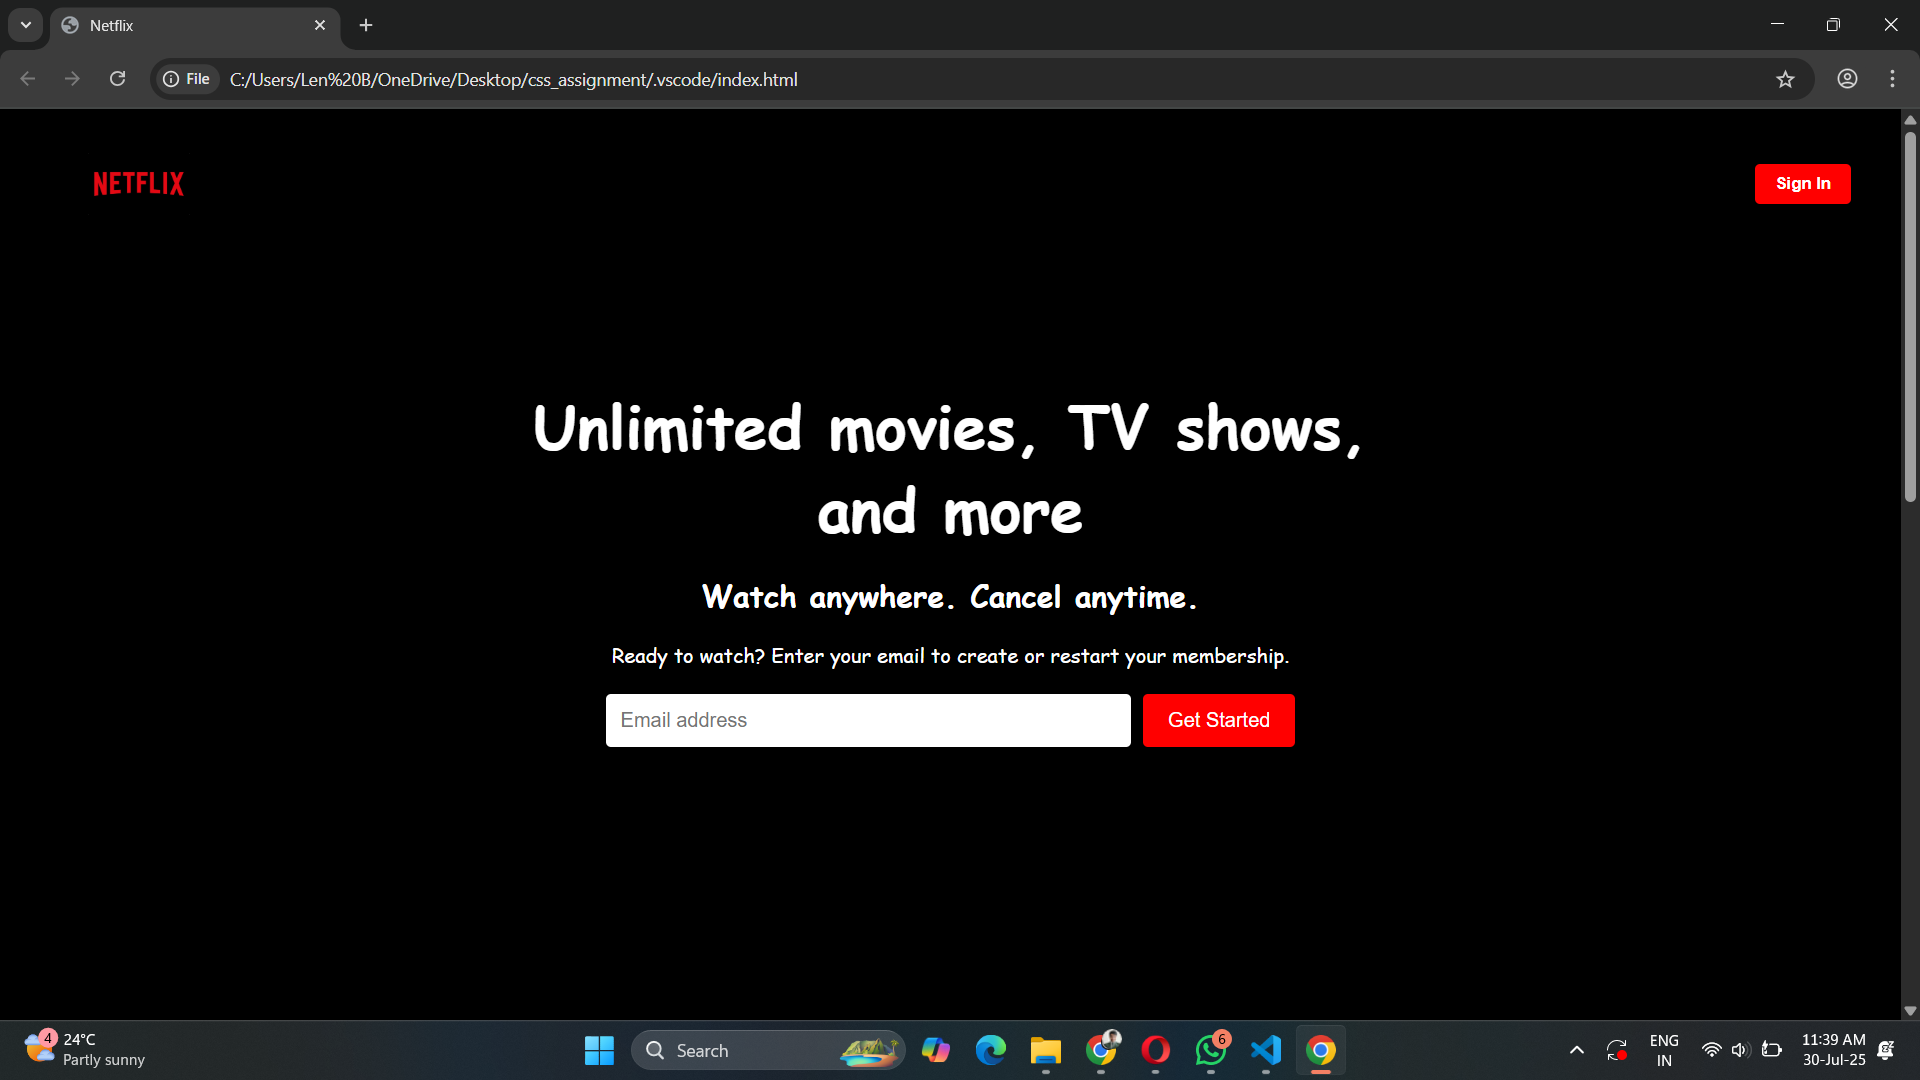 Netflix
File
C:/Users/Len%20B/OneDrive/Desktop/css_assignment/.vscode/index.html
NETFLIX
Sign In
Unlimited movies, TV shows,
and more
Watch anywhere. Cancel anytime.
Ready to watch? Enter your email to create or restart your membership.
Email address
Get Started
4
24°C
Partly sunny
Search
6
ENG
IN
11:39 AM
30-Jul-25